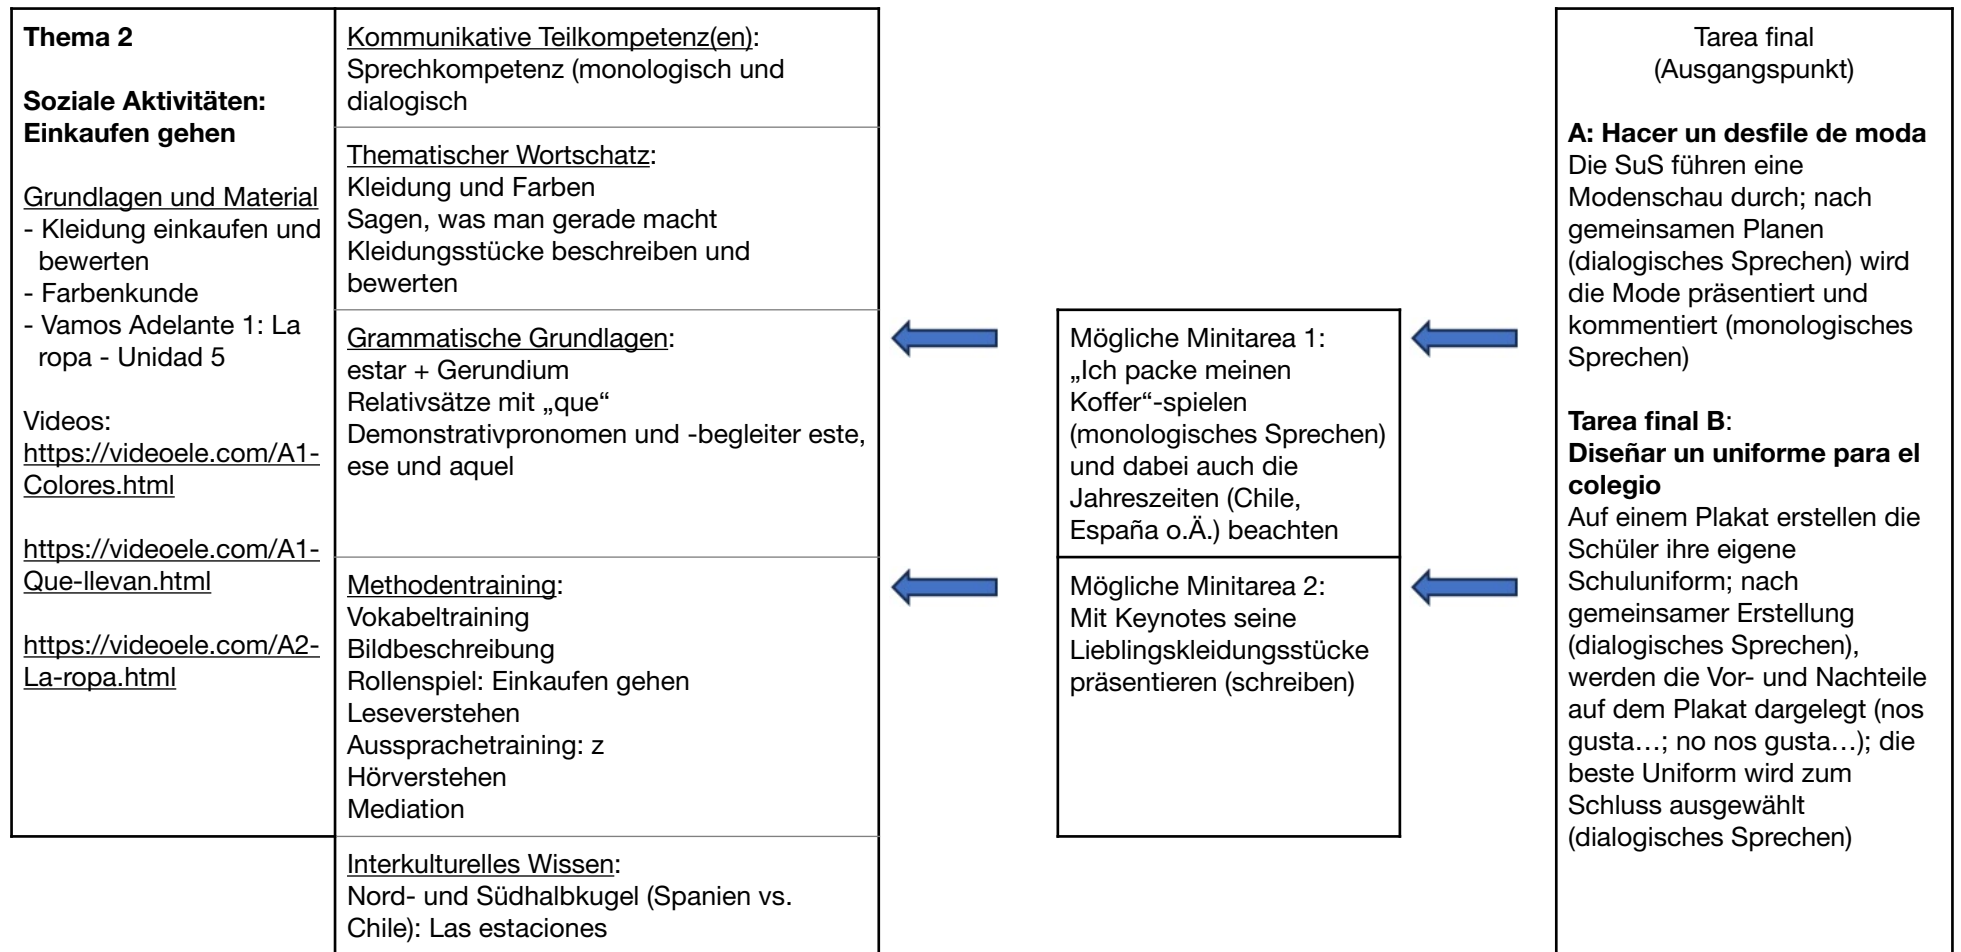 Thema 2
Soziale Aktivitäten:
Einkaufen gehen
Grundlagen und Material
- Kleidung einkaufen und
bewerten
- Farbenkunde
- Vamos Adelante 1: La
ropa - Unidad 5
Videos:
https://videoele.com/A1-
Colores.html
https://videoele.com/A1-
Que-llevan.html
https://videoele.com/A2-
La-ropa.html
Kommunikative Teilkompetenz(en):
Sprechkompetenz (monologisch und
dialogisch
Thematischer Wortschatz:
Kleidung und Farben
Sagen, was man gerade macht
Kleidungsstücke beschreiben und
bewerten
Grammatische Grundlagen:
estar + Gerundium
Relativsätze mit „que“
Demonstrativpronomen und -begleiter este,
ese und aquel
Methodentraining:
Vokabeltraining
Bildbeschreibung
Rollenspiel: Einkaufen gehen
Leseverstehen
Aussprachetraining: z
Hörverstehen
Mediation
Interkulturelles Wissen:
Nord- und Südhalbkugel (Spanien vs.
Chile): Las estaciones
Mögliche Minitarea 1:
„Ich packe meinen
Koffer“-spielen
(monologisches Sprechen)
und dabei auch die
Jahreszeiten (Chile,
España o.Ä.) beachten
Mögliche Minitarea 2:
Mit Keynotes seine
Lieblingskleidungsstücke
präsentieren (schreiben)
Tarea final
(Ausgangspunkt)
A: Hacer un desfile de moda
Die SuS führen eine
Modenschau durch; nach
gemeinsamen Planen
(dialogisches Sprechen) wird
die Mode präsentiert und
kommentiert (monologisches
Sprechen)
Tarea final B:
Diseñar un uniforme para el
colegio
Auf einem Plakat erstellen die
Schüler ihre eigene
Schuluniform; nach
gemeinsamer Erstellung
(dialogisches Sprechen),
werden die Vor- und Nachteile
auf dem Plakat dargelegt (nos
gusta…; no nos gusta…); die
beste Uniform wird zum
Schluss ausgewählt
(dialogisches Sprechen)